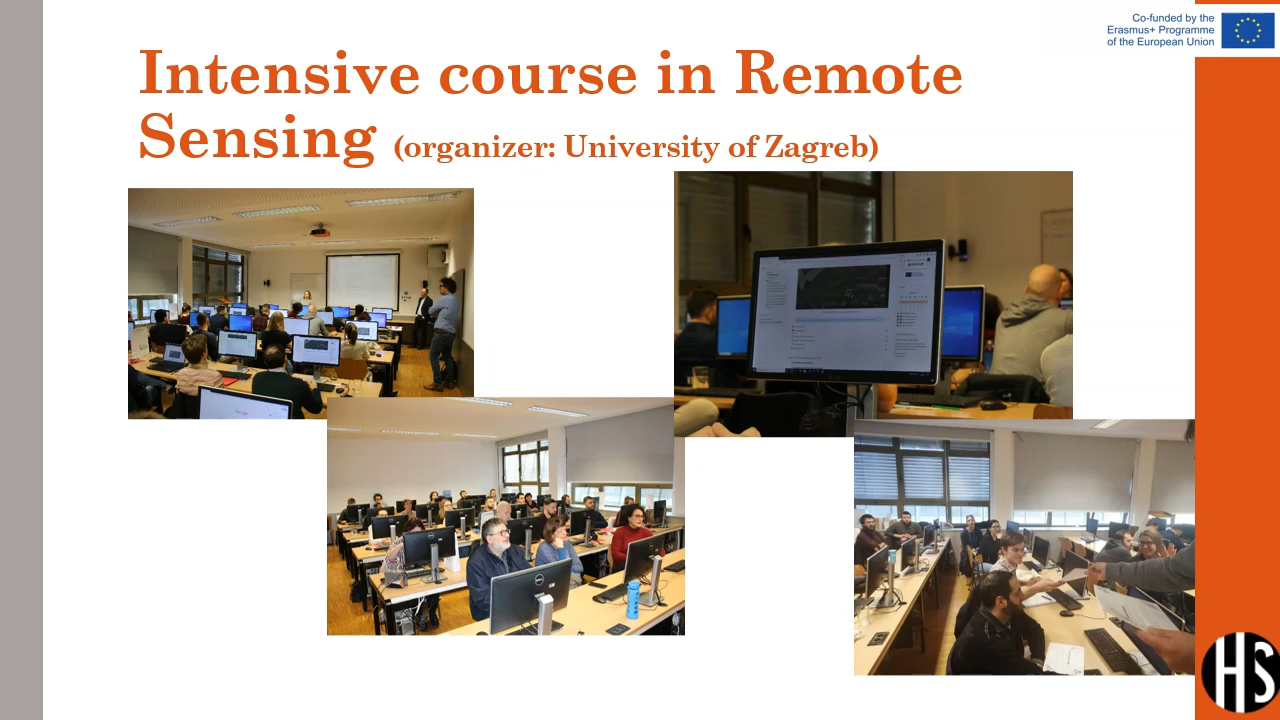 Co-funded by the
Erasmus+ Programme
of the European Union
Intensive course in Remote
Sensing (organizer: University of Zagreb)
HS